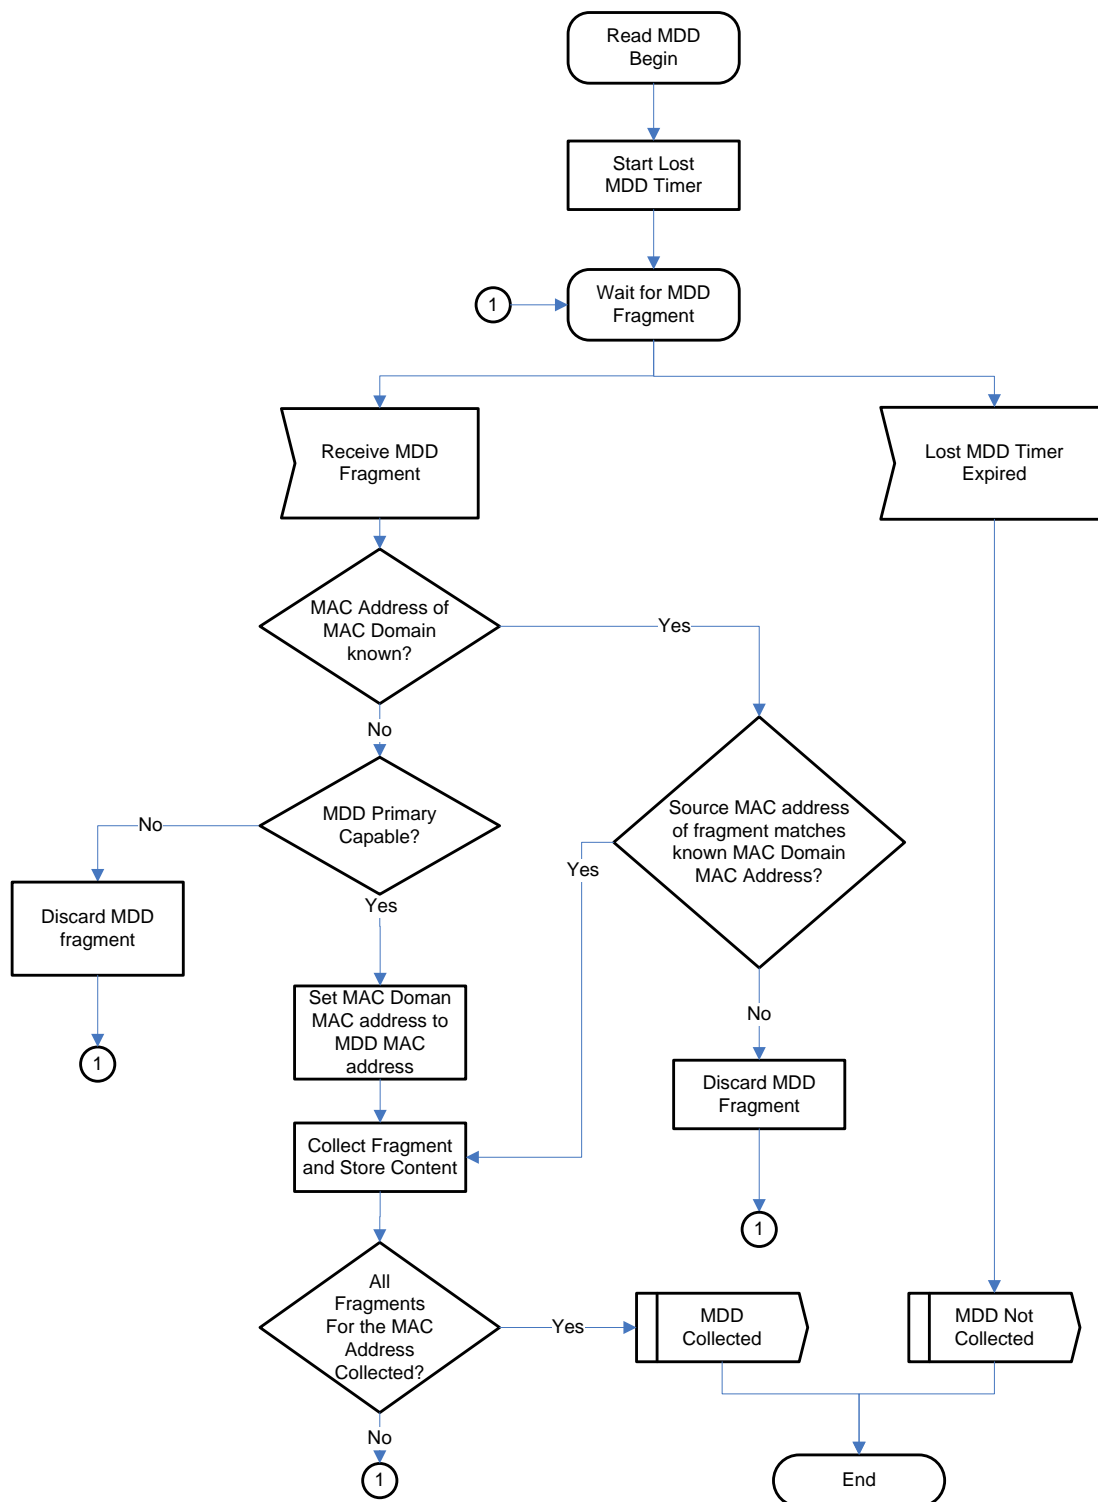 Read MDD
Begin
Start Lost
MDD Timer
1
Wait for MDD
Fragment
Receive MDD
Fragment
Lost MDD Timer
Expired
MAC Address of
MAC Domain
known?
Yes
No
MDD Primary
Capable?
No
Source MAC address
of fragment matches
known MAC Domain
MAC Address?
Yes
Yes
Discard MDD
fragment
Set MAC Doman
MAC address to
MDD MAC
address
No
1
Discard MDD
Fragment
Collect Fragment
and Store Content
1
All
Fragments
For the MAC
Address
Collected?
Yes
MDD
Collected
MDD Not
Collected
No
1
End